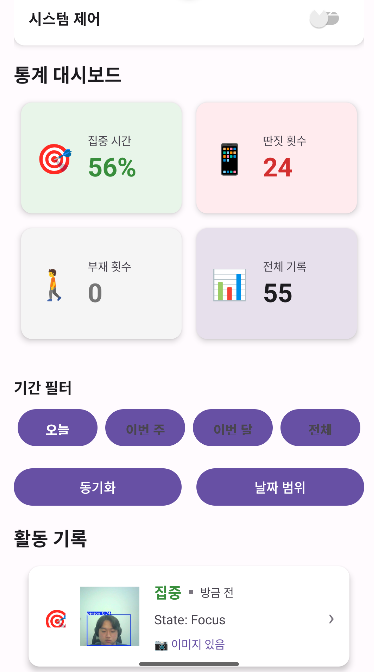 시스템 제어
통계 대시보드
집중 시간
56%
딴짓 횟수
24
부재 횟수
0
전체 기록
55
기간 필터
오늘
이번 주
이번 달
전체
동기화
날짜 범위
활동 기록
집중 • 방금 전
State: Focus
이미지 있음